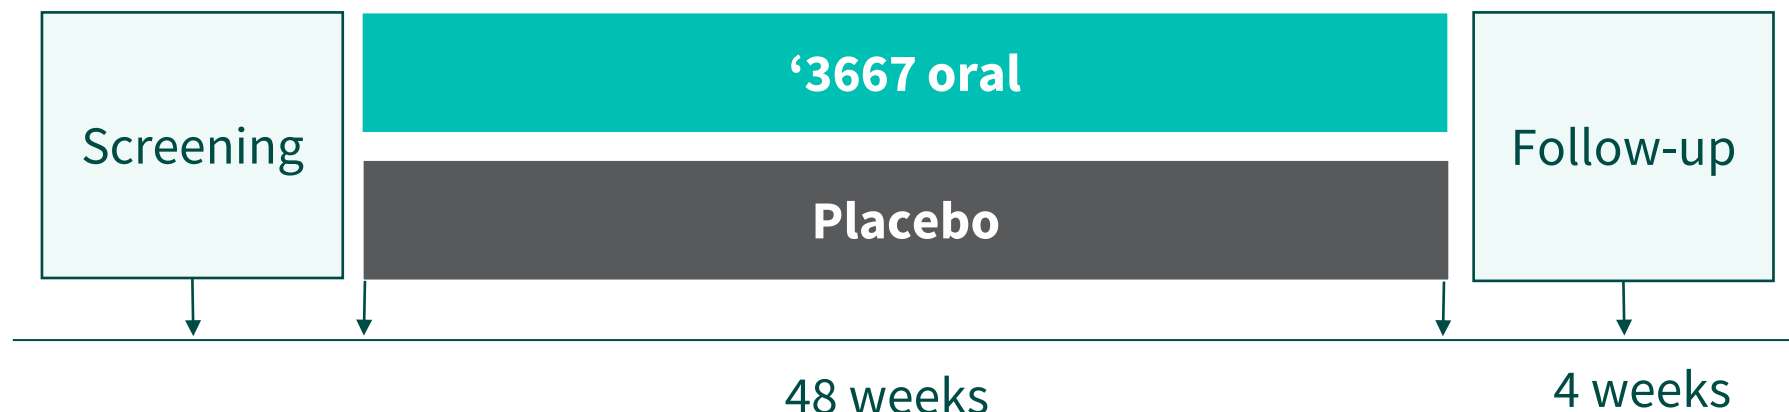 ‘3667 oral
Screening
Follow-up
Placebo
48 weeks
4 weeks